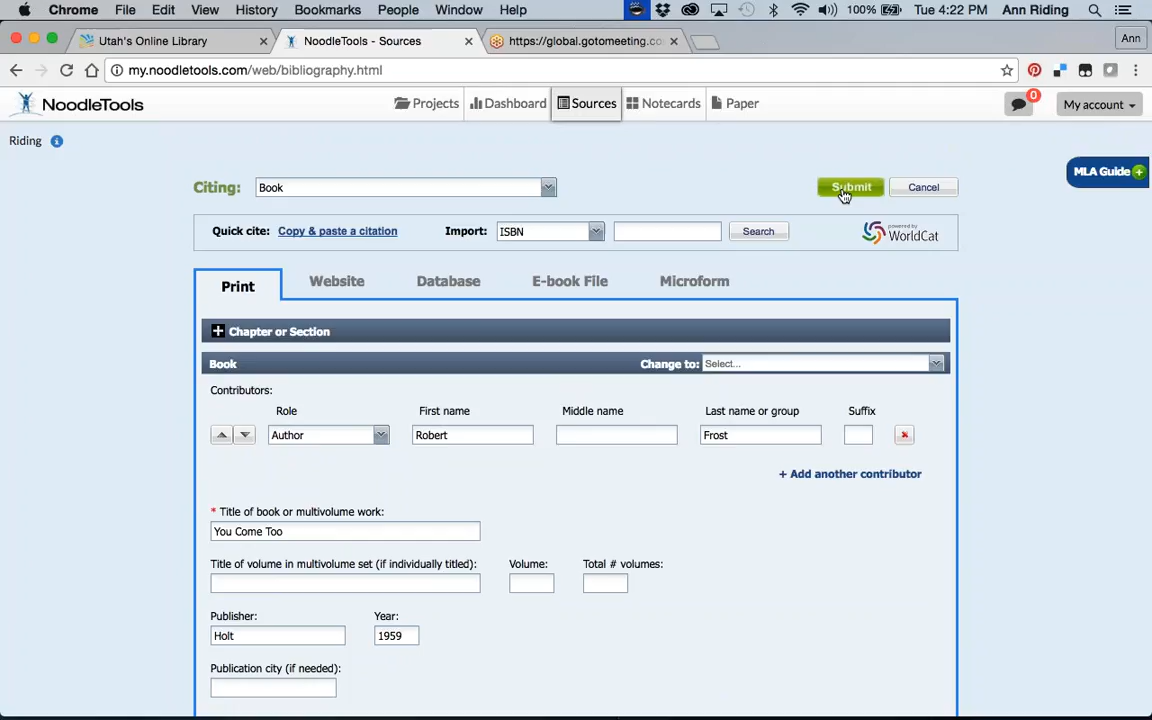 Chrome File Edit View History Bookmarks People Window Help 100% Tue 4:22 PM Ann Riding
Utah's Online Library NoodleTools - Sources https://global.gotomeeting.co Ann
my.noodletools.com/web/bibliography.html
NoodleTools Projects Dashboard Sources Notecards Paper 0 My account
Riding
MLA Guide
Citing: Book Submit Cancel
Quick cite: Copy & paste a citation Import: ISBN Search powered by WorldCat
Print Website Database E-book File Microform
Chapter or Section
Book Change to: Select...
Contributors:
Role First name Middle name Last name or group Suffix
Author Robert Frost
+ Add another contributor
* Title of book or multivolume work:
You Come Too
Title of volume in multivolume set (if individually titled): Volume: Total # volumes:
Publisher: Year:
Holt 1959
Publication city (if needed):